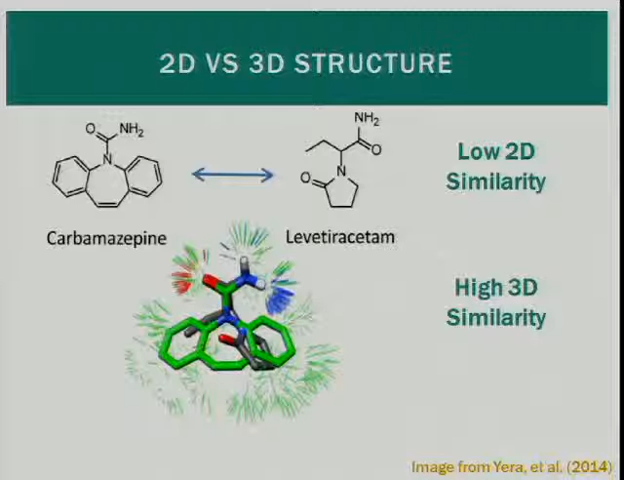 2D VS 3D STRUCTURE
O NH2
N
Carbamazepine
NH2
O
N
O
Levetiracetam
Low 2D
Similarity
High 3D
Similarity
Image from Yera, et al. (2014)